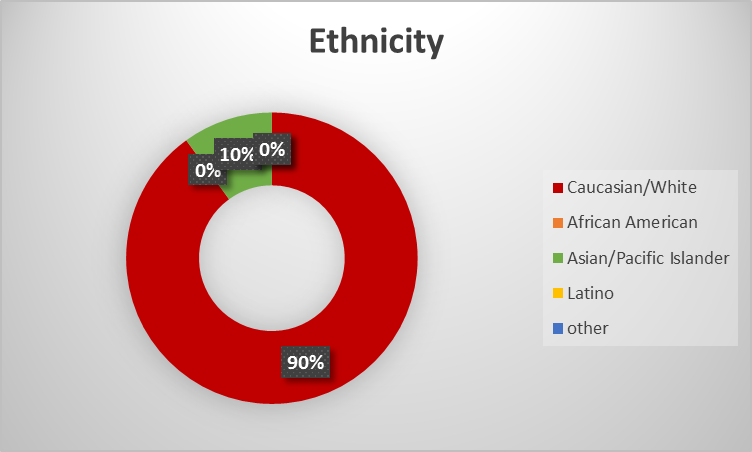 Ethnicity
0%
10%
0%
90%
Caucasian/White
African American
Asian/Pacific Islander
Latino
other